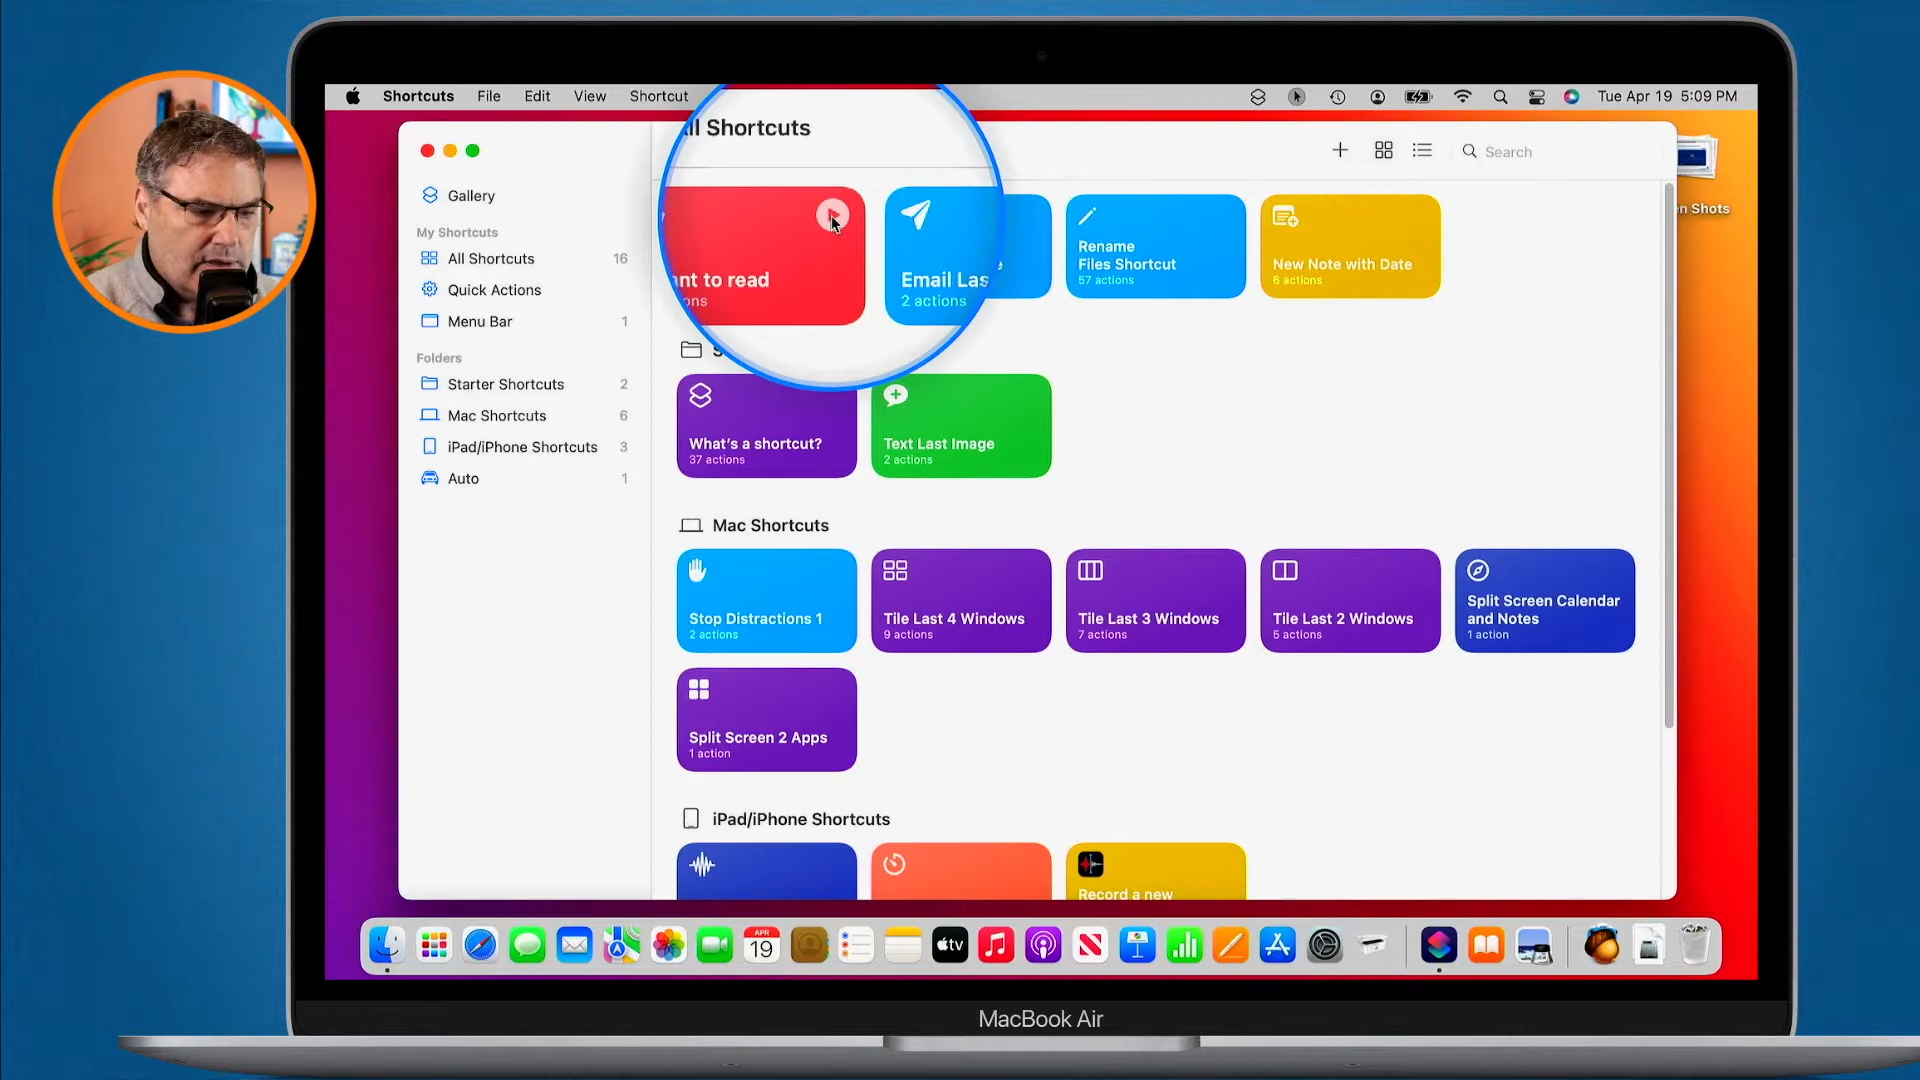 Shortcuts File Edit View Shortcut
Tue Apr 19 5:09 PM
All Shortcuts
Search
Gallery
My Shortcuts
All Shortcuts 16
Quick Actions
Menu Bar 1
Folders
Starter Shortcuts 2
Mac Shortcuts 6
iPad/iPhone Shortcuts 3
Auto 1
to read
Email Las
2 actions
Rename
Files Shortcut
57 actions
New Note with Date
6 actions
Shots
What's a shortcut?
37 actions
Text Last Image
2 actions
Mac Shortcuts
Stop Distractions 1
2 actions
Tile Last 4 Windows
9 actions
Tile Last 3 Windows
7 actions
Tile Last 2 Windows
5 actions
Split Screen Calendar
and Notes
1 action
Split Screen 2 Apps
1 action
iPad/iPhone Shortcuts
Record a new
APR
19
tv
MacBook Air